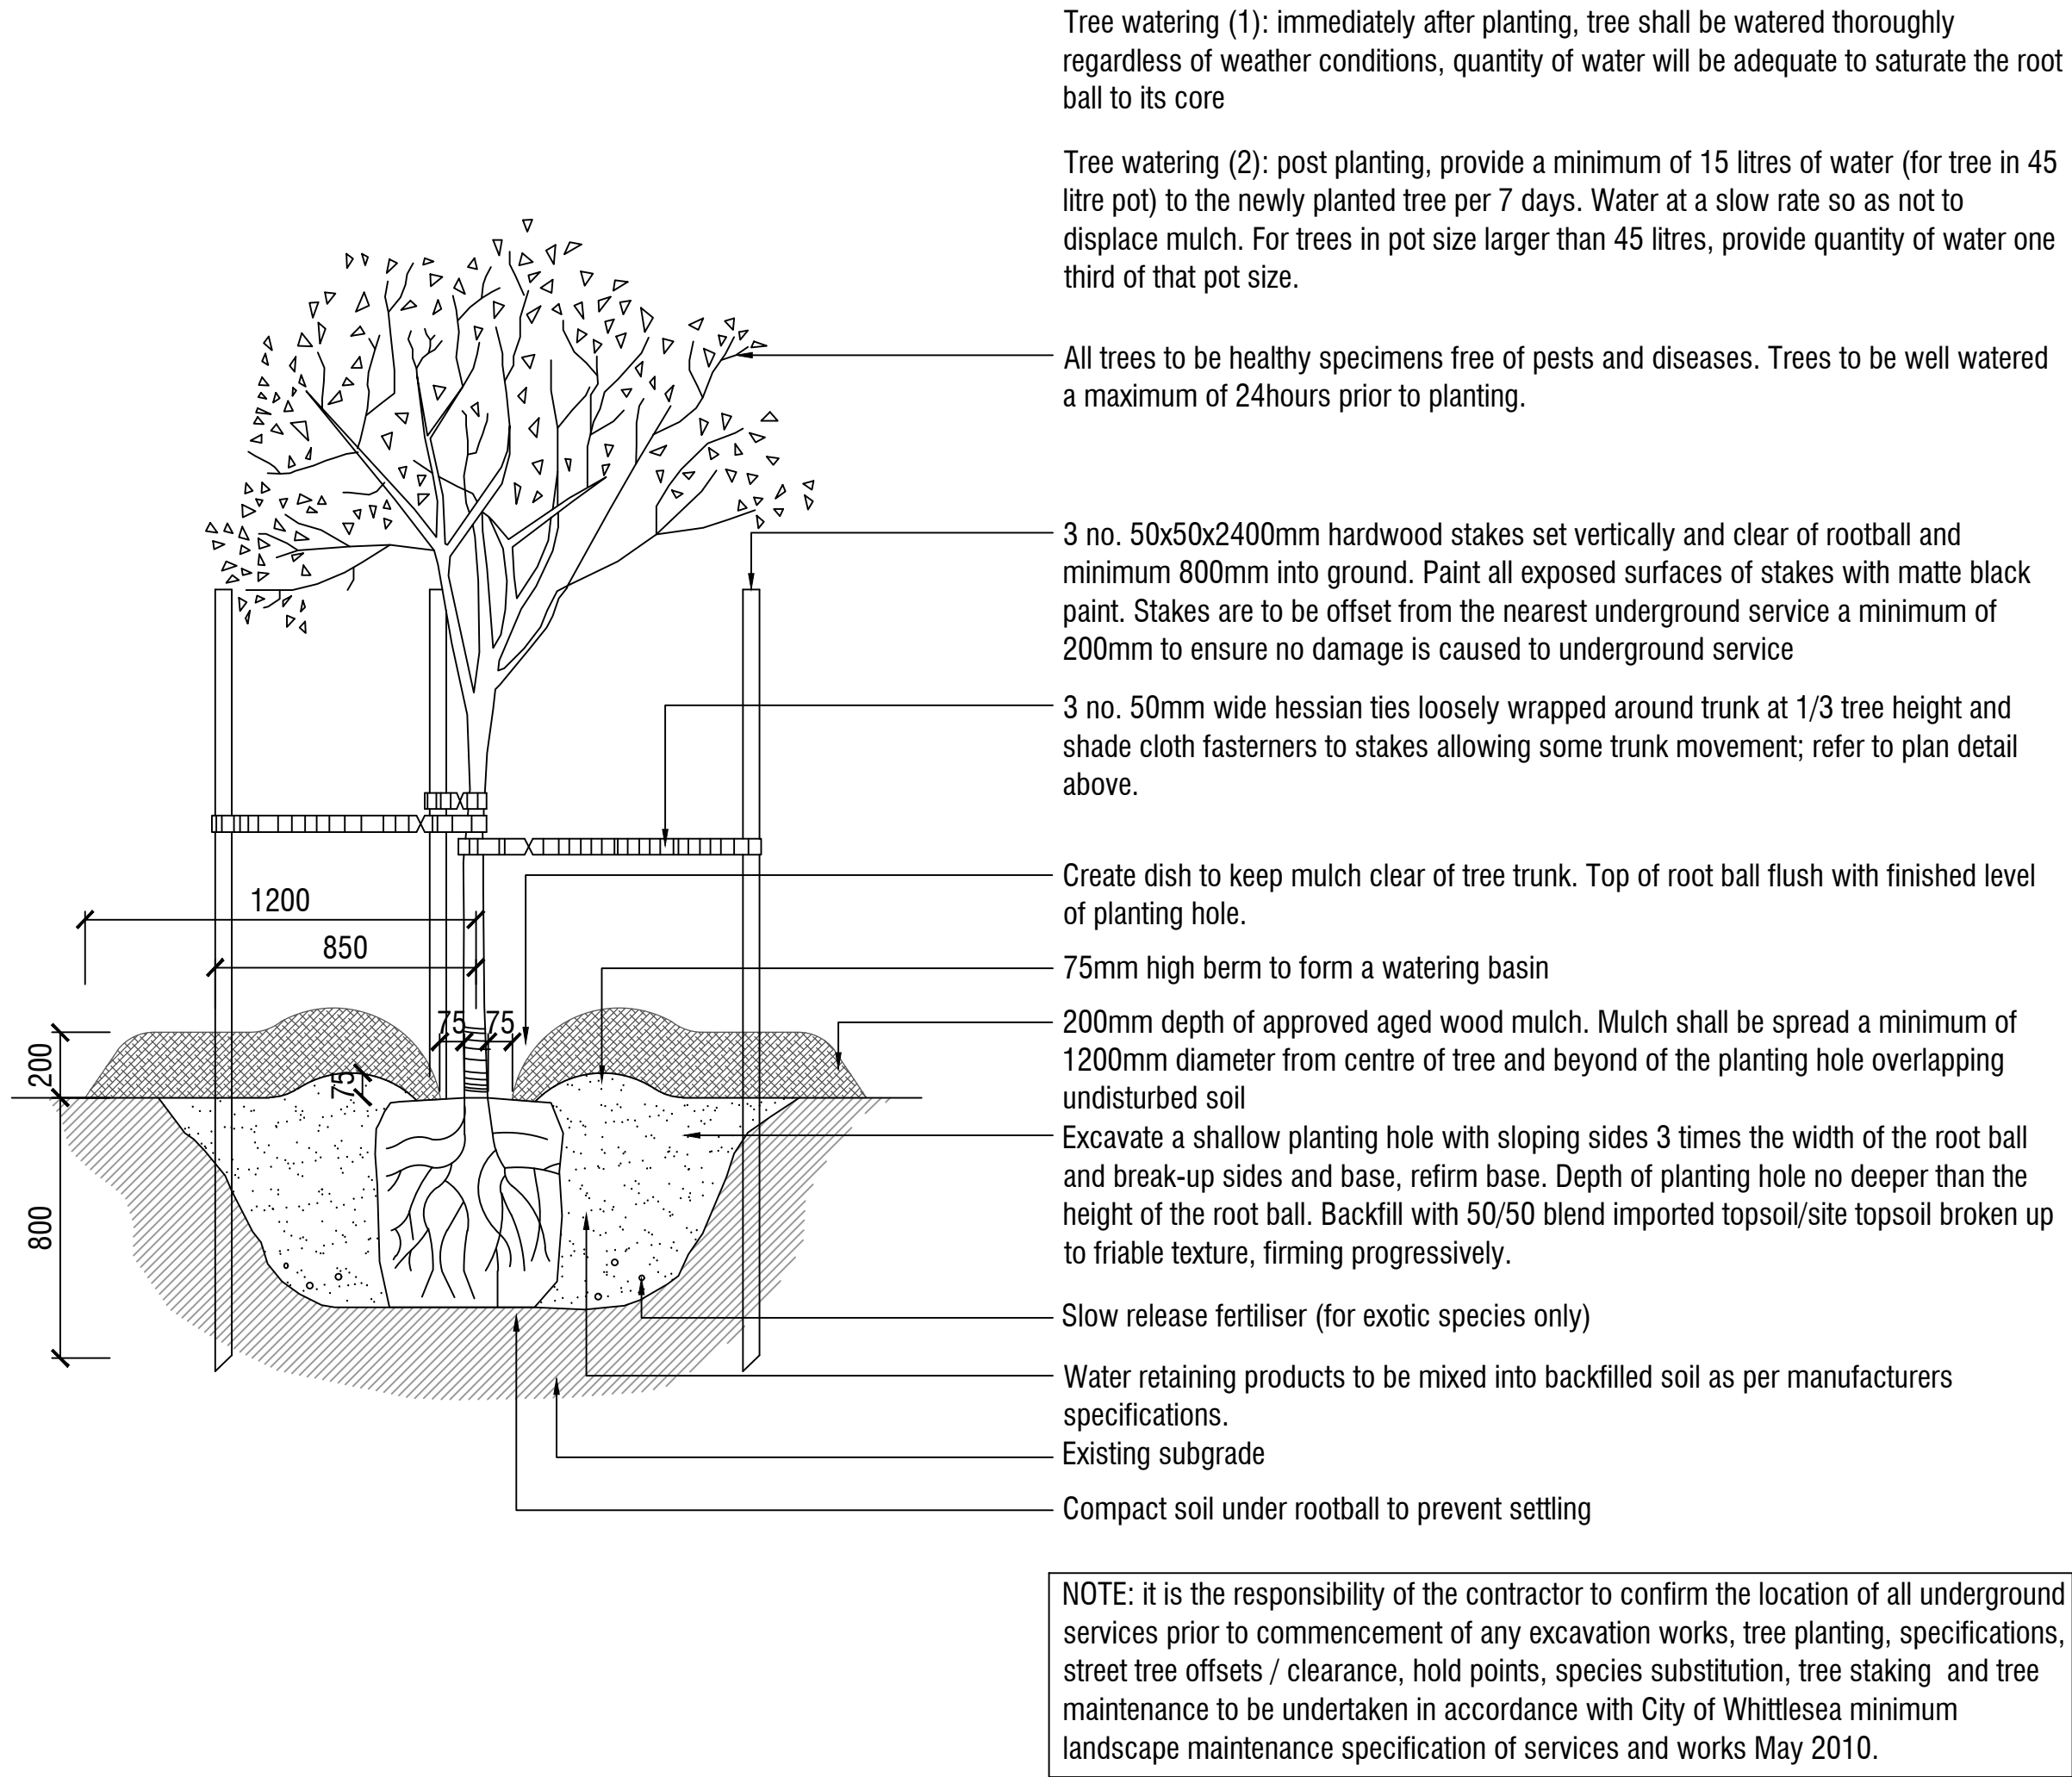 Tree watering (1): immediately after planting, tree shall be watered thoroughly
regardless of weather conditions, quantity of water will be adequate to saturate the root
ball to its core
Tree watering (2): post planting, provide a minimum of 15 litres of water (for tree in 45
litre pot) to the newly planted tree per 7 days. Water at a slow rate so as not to
displace mulch. For trees in pot size larger than 45 litres, provide quantity of water one
third of that pot size.
All trees to be healthy specimens free of pests and diseases. Trees to be well watered
a maximum of 24hours prior to planting.
3 no. 50x50x2400mm hardwood stakes set vertically and clear of rootball and
minimum 800mm into ground. Paint all exposed surfaces of stakes with matte black
paint. Stakes are to be offset from the nearest underground service a minimum of
200mm to ensure no damage is caused to underground service
3 no. 50mm wide hessian ties loosely wrapped around trunk at 1/3 tree height and
shade cloth fasterners to stakes allowing some trunk movement; refer to plan detail
above.
Create dish to keep mulch clear of tree trunk. Top of root ball flush with finished level
of planting hole.
75mm high berm to form a watering basin
200mm depth of approved aged wood mulch. Mulch shall be spread a minimum of
1200mm diameter from centre of tree and beyond of the planting hole overlapping
undisturbed soil
Excavate a shallow planting hole with sloping sides 3 times the width of the root ball
and break-up sides and base, refirm base. Depth of planting hole no deeper than the
height of the root ball. Backfill with 50/50 blend imported topsoil/site topsoil broken up
to friable texture, firming progressively.
Slow release fertiliser (for exotic species only)
Water retaining products to be mixed into backfilled soil as per manufacturers
specifications.
Existing subgrade
Compact soil under rootball to prevent settling
1200
850
75
75
200
75
800
NOTE: it is the responsibility of the contractor to confirm the location of all underground
services prior to commencement of any excavation works, tree planting, specifications,
street tree offsets / clearance, hold points, species substitution, tree staking  and tree
maintenance to be undertaken in accordance with City of Whittlesea minimum
landscape maintenance specification of services and works May 2010.